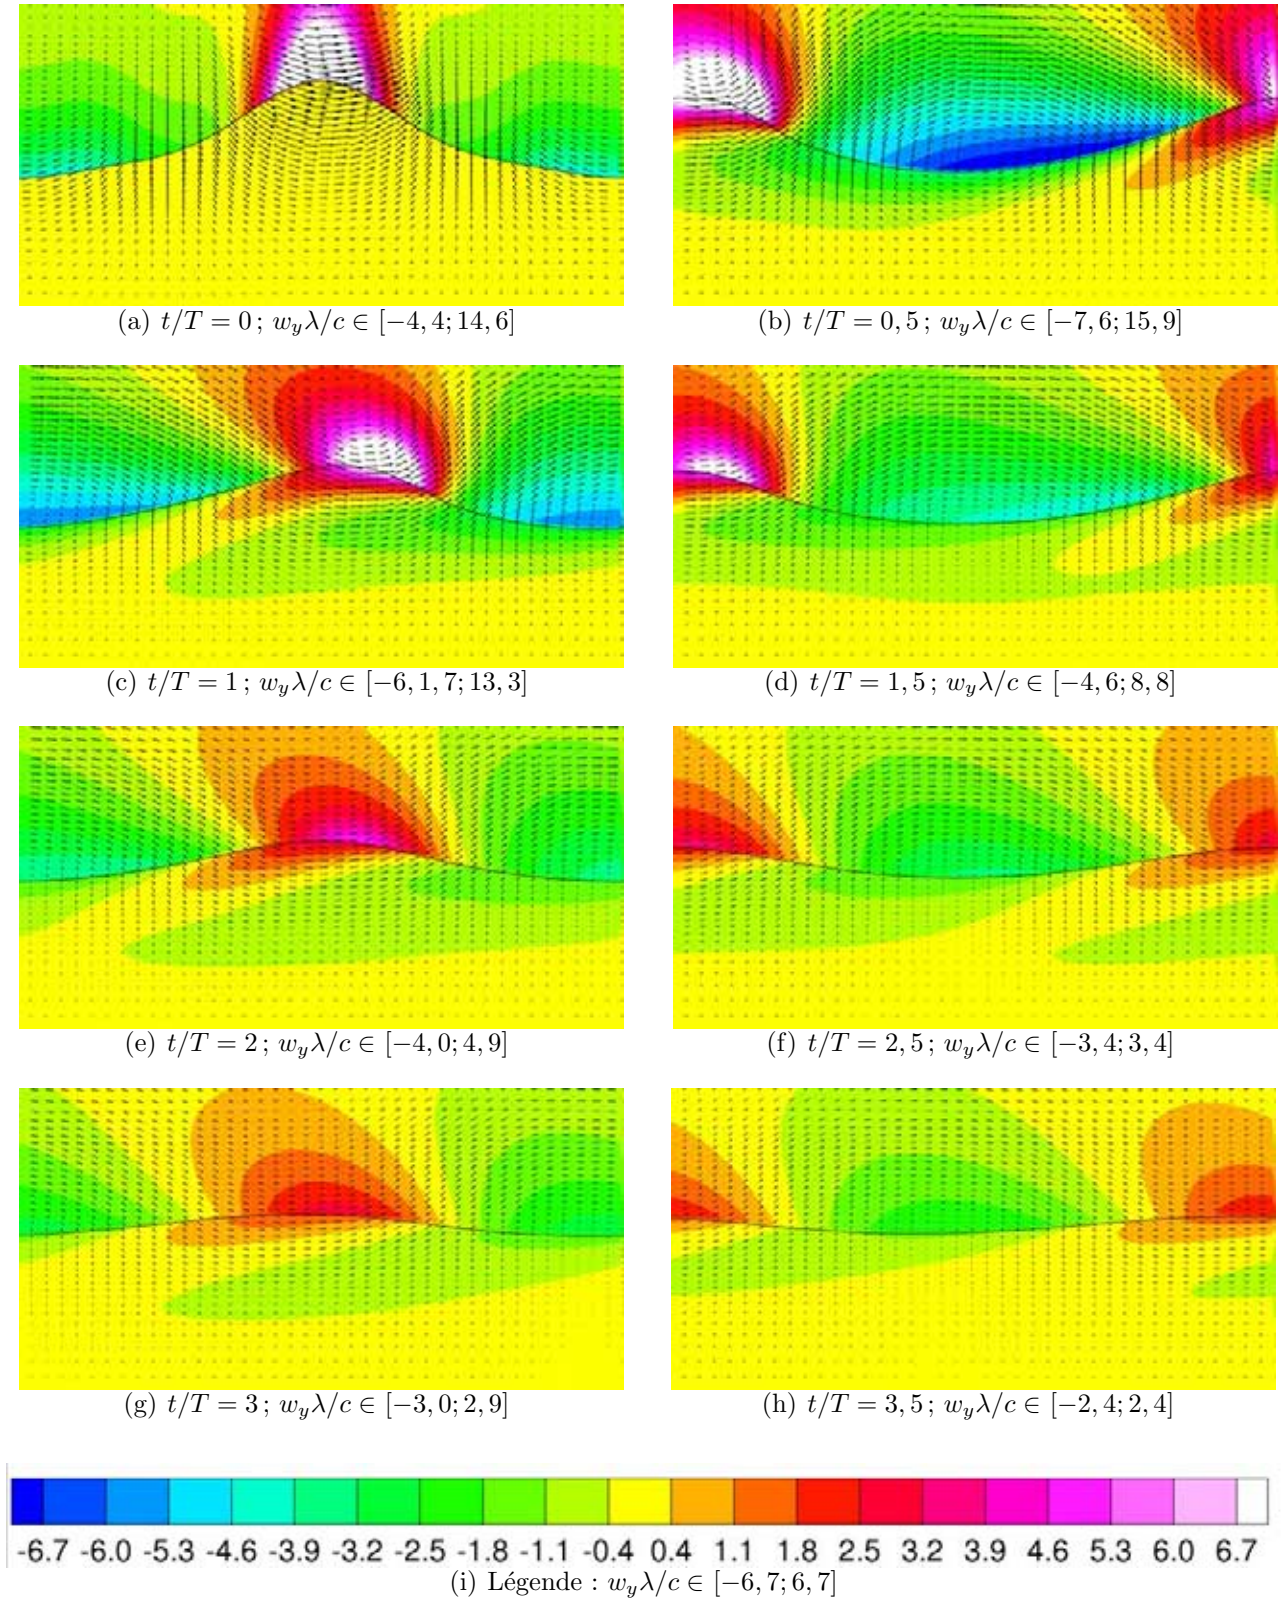 (a) t/T = 0 ; w_yλ/c ∈ [−4, 4; 14, 6]
(b) t/T = 0, 5 ; w_yλ/c ∈ [−7, 6; 15, 9]
(c) t/T = 1 ; w_yλ/c ∈ [−6, 1, 7; 13, 3]
(d) t/T = 1, 5 ; w_yλ/c ∈ [−4, 6; 8, 8]
(e) t/T = 2 ; w_yλ/c ∈ [−4, 0; 4, 9]
(f) t/T = 2, 5 ; w_yλ/c ∈ [−3, 4; 3, 4]
(g) t/T = 3 ; w_yλ/c ∈ [−3, 0; 2, 9]
(h) t/T = 3, 5 ; w_yλ/c ∈ [−2, 4; 2, 4]
-6.7 -6.0 -5.3 -4.6 -3.9 -3.2 -2.5 -1.8 -1.1 -0.4 0.4 1.1 1.8 2.5 3.2 3.9 4.6 5.3 6.0 6.7
(i) Légende : w_yλ/c ∈ [−6, 7; 6, 7]